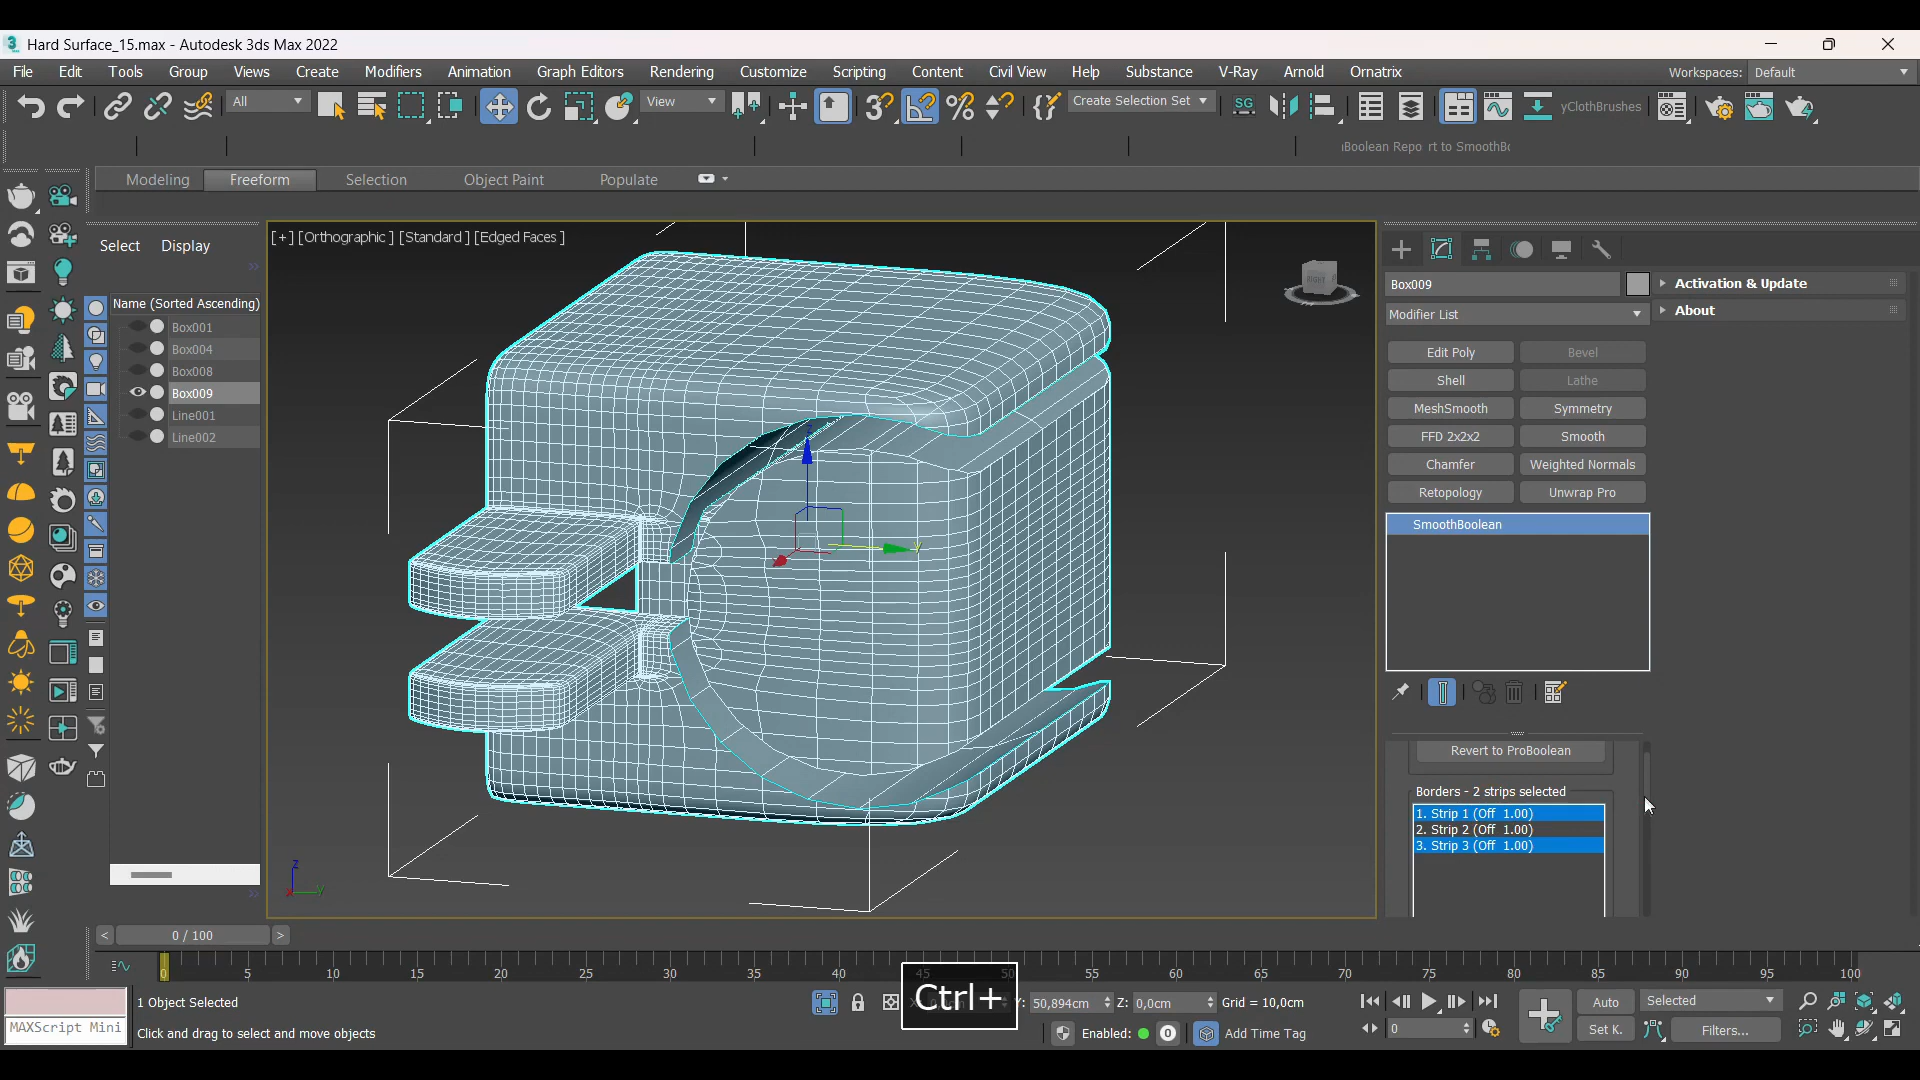 Hard Surface_15.max - Autodesk 3ds Max 2022
File Edit Tools Group Views Create Modifiers Animation Graph Editors Rendering Customize Scripting Content Civil View Help Substance V-Ray Arnold Ornatrix
Workspaces: Default
All
View
Create Selection Set
yClothBrushes
Boolean Repo rt to SmoothBo
Modeling Freeform Selection Object Paint Populate
Select Display
[+] [Orthographic ] [Standard ] [Edged Faces ]
Name (Sorted Ascending)
Box001
Box004
Box008
Box009
Line001
Line002
Box009
Activation & Update
About
Modifier List
Edit Poly Bevel
Shell Lathe
MeshSmooth Symmetry
FFD 2x2x2 Smooth
Chamfer Weighted Normals
Retopology Unwrap Pro
SmoothBoolean
Revert to ProBoolean
Borders - 2 strips selected
1. Strip 1 (Off 1.00)
2. Strip 2 (Off 1.00)
3. Strip 3 (Off 1.00)
z
y
x
y
< 0 / 100 >
0 5 10 15 20 25 30 35 40 45 50 55 60 65 70 75 80 85 90 95 100
Ctrl+
MAXScript Mini
1 Object Selected
Click and drag to select and move objects
Y: 50,894cm Z: 0,0cm Grid = 10,0cm
Enabled: 0 Add Time Tag
0
Auto Selected
Set K. Filters...